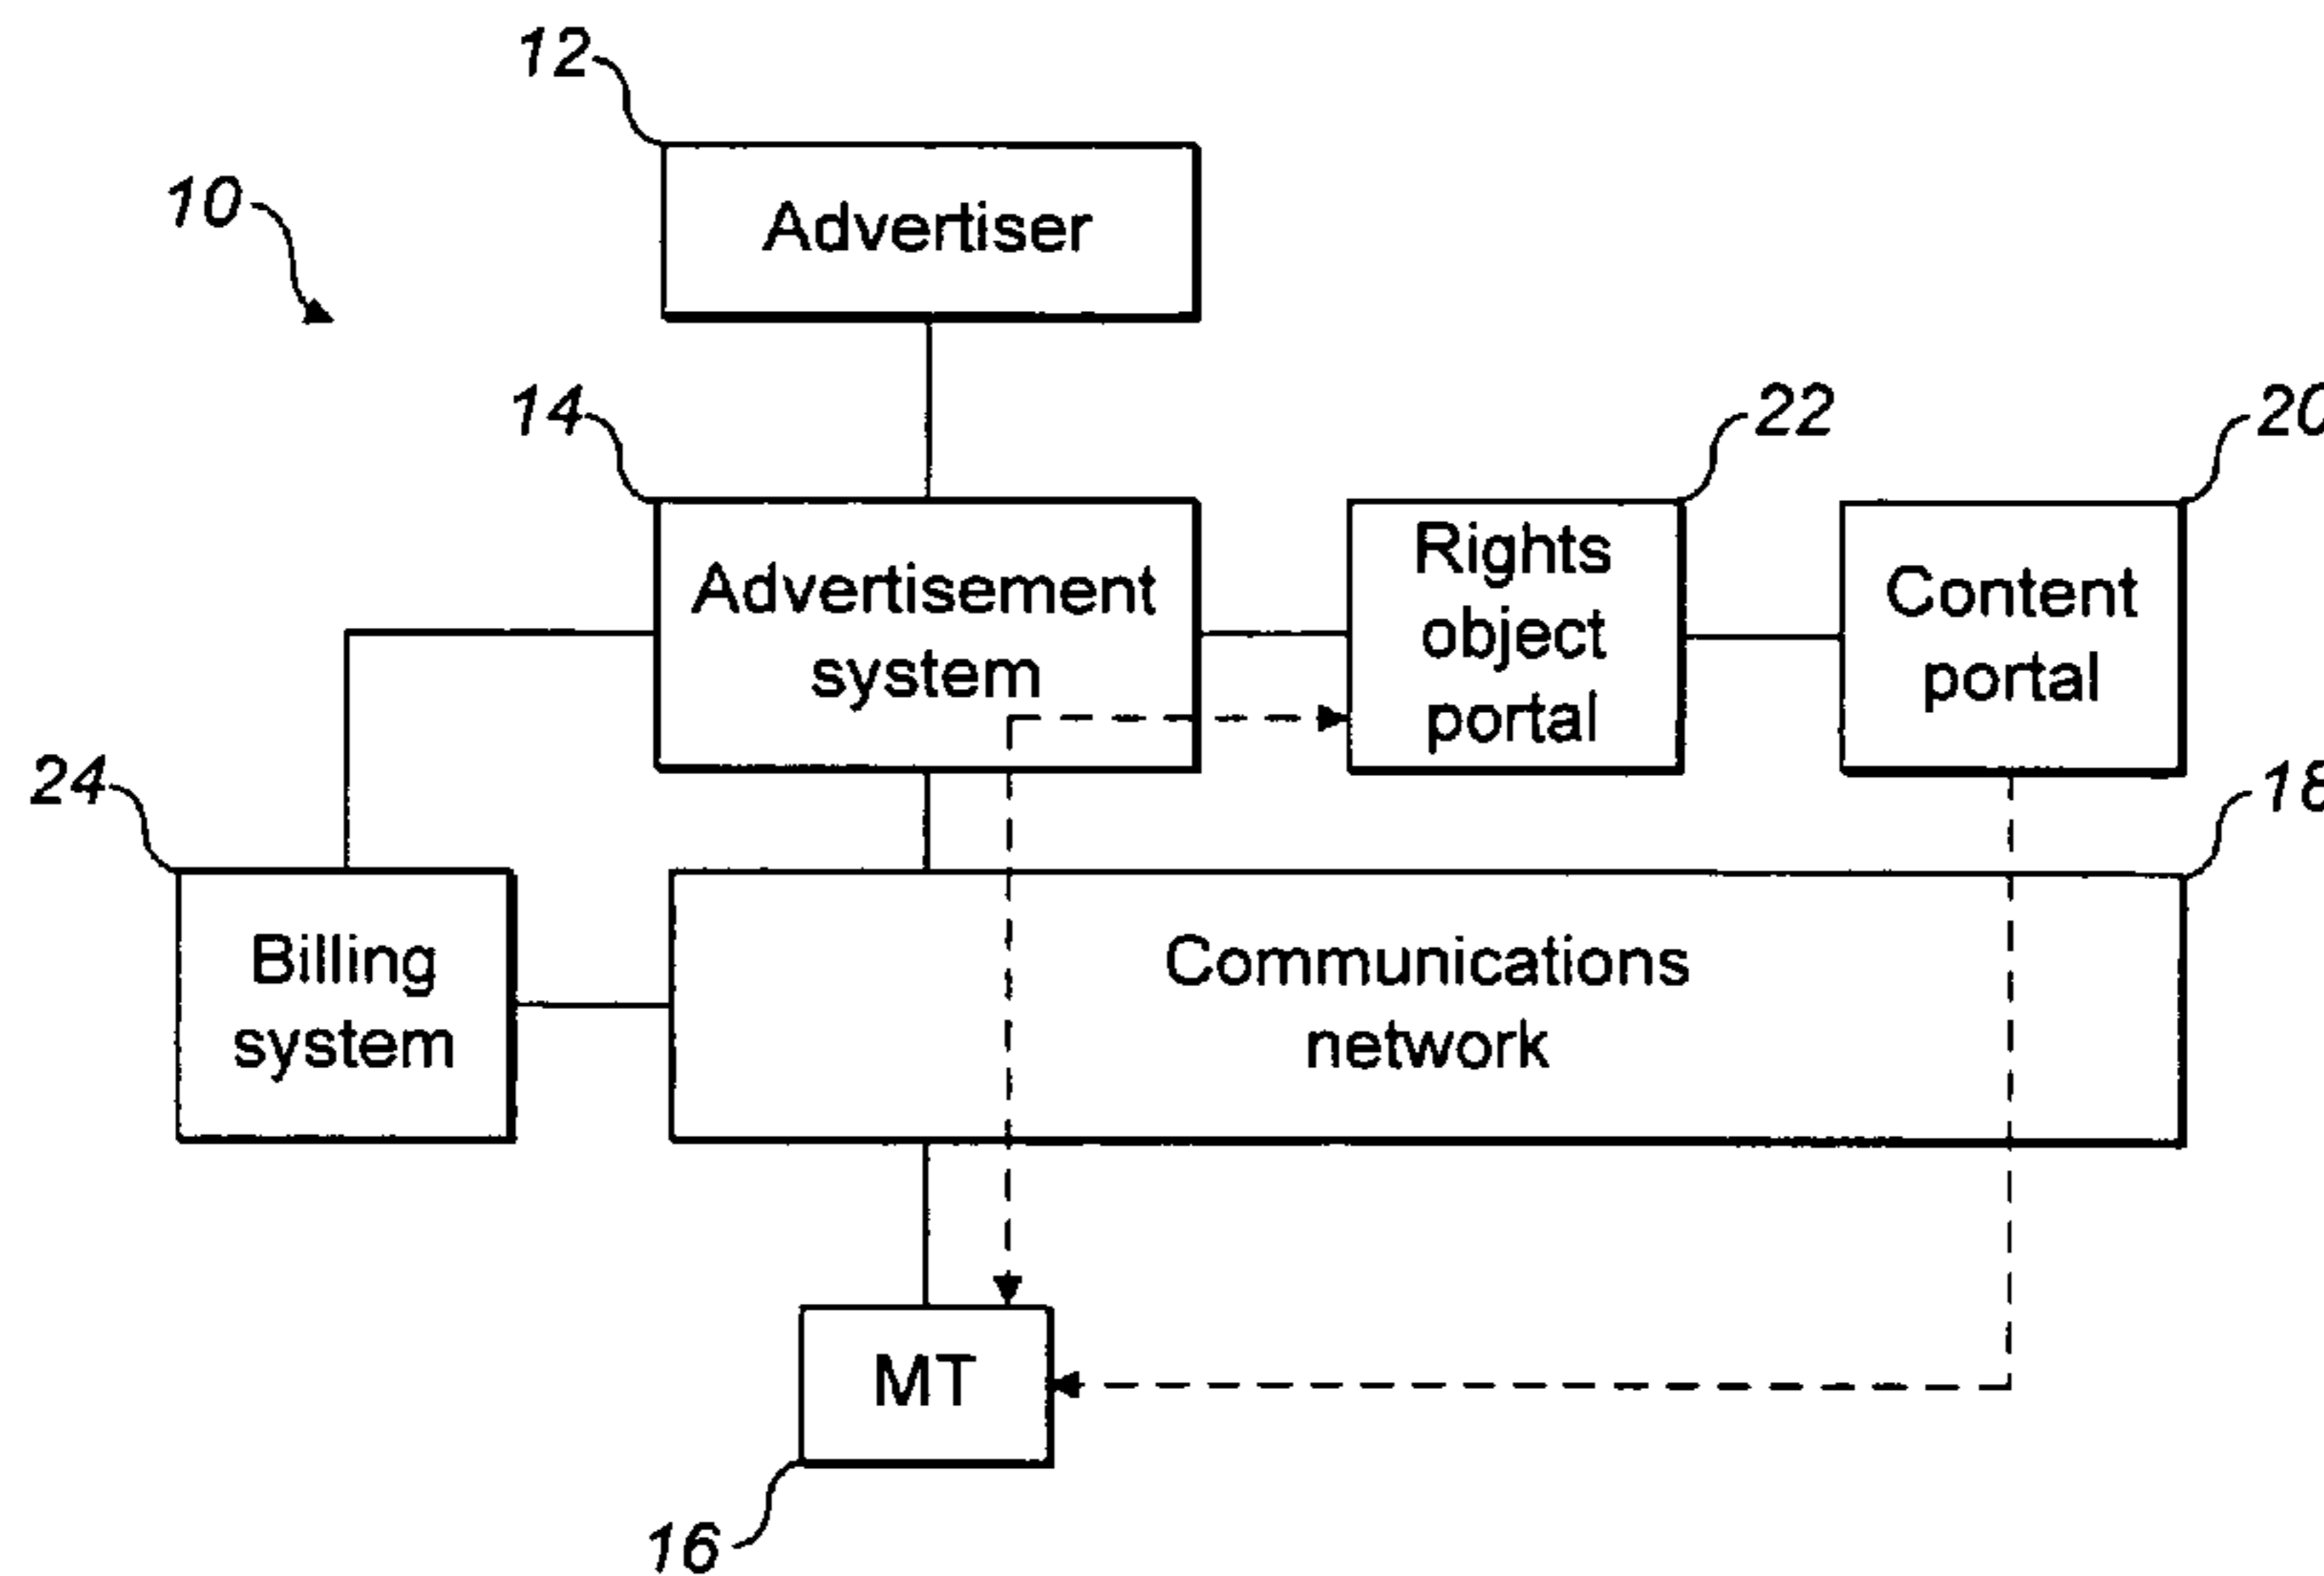 12
Advertiser
10
14
22
20
Advertisement
system
Rights
object
portal
Content
portal
24
18
Billing
system
Communications
network
MT
16